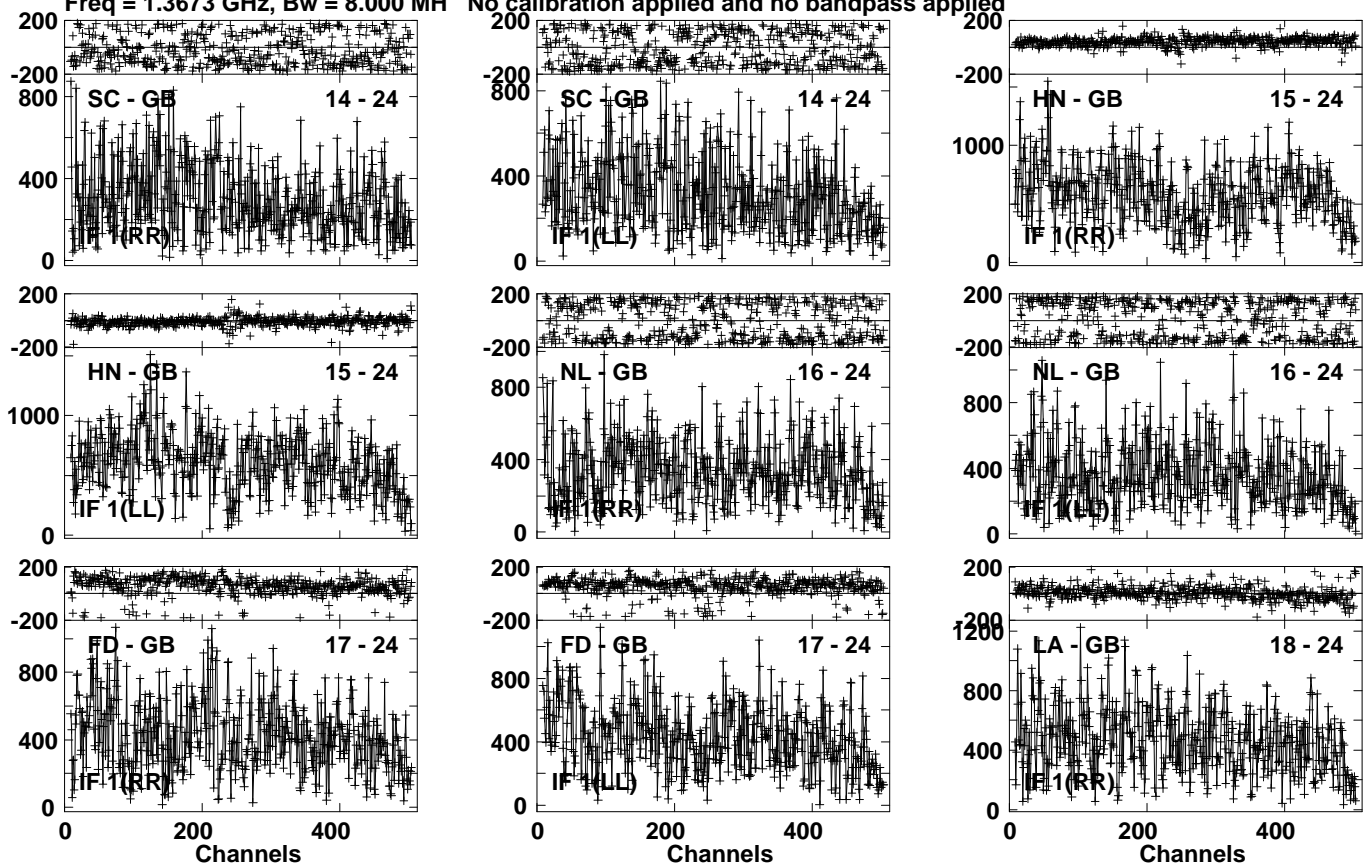 Freq = 1.3673 GHz, Bw = 8.000 MH No calibration applied and no bandpass applied
200
-200
SC - GB 14 - 24
800
400
0
IF 1(RR)
SC - GB 14 - 24
800
400
200
0
IF 1(LL)
200
-200
HN - GB 15 - 24
1000
0
IF 1(RR)
200
-200
HN - GB 15 - 24
1000
0
IF 1(LL)
200
-200
NL - GB 16 - 24
800
400
0
IF 1(RR)
200
-200
NL - GB 16 - 24
800
400
0
IF 1(LL)
200
-200
FD - GB 17 - 24
800
400
0
IF 1(RR)
0 200 400
Channels
200
-200
FD - GB 17 - 24
800
400
0
IF 1(LL)
0 200 400
Channels
200
-200
1200
LA - GB 18 - 24
800
400
0
IF 1(RR)
0 200 400
Channels